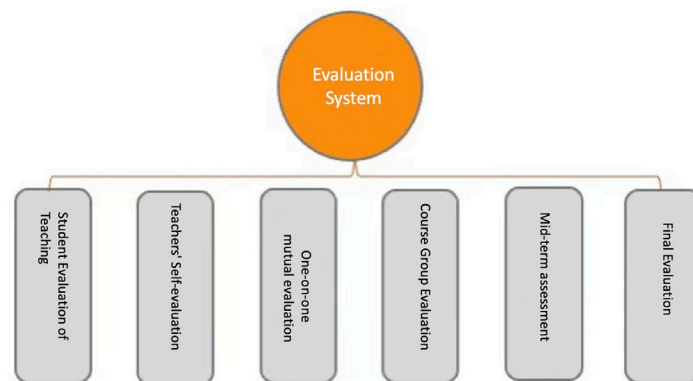 Evaluation
System
Student Evaluation of
Teaching
Teachers' Self-evaluation
One-on-one
mutual evaluation
Course Group Evaluation
Mid-term assessment
Final Evaluation